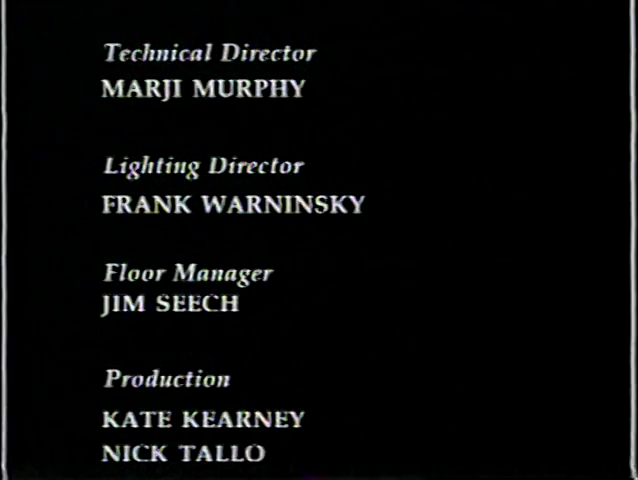 Technical Director
MARJI MURPHY
Lighting Director
FRANK WARNINSKY
Floor Manager
JIM SEECH
Production
KATE KEARNEY
NICK TALLO